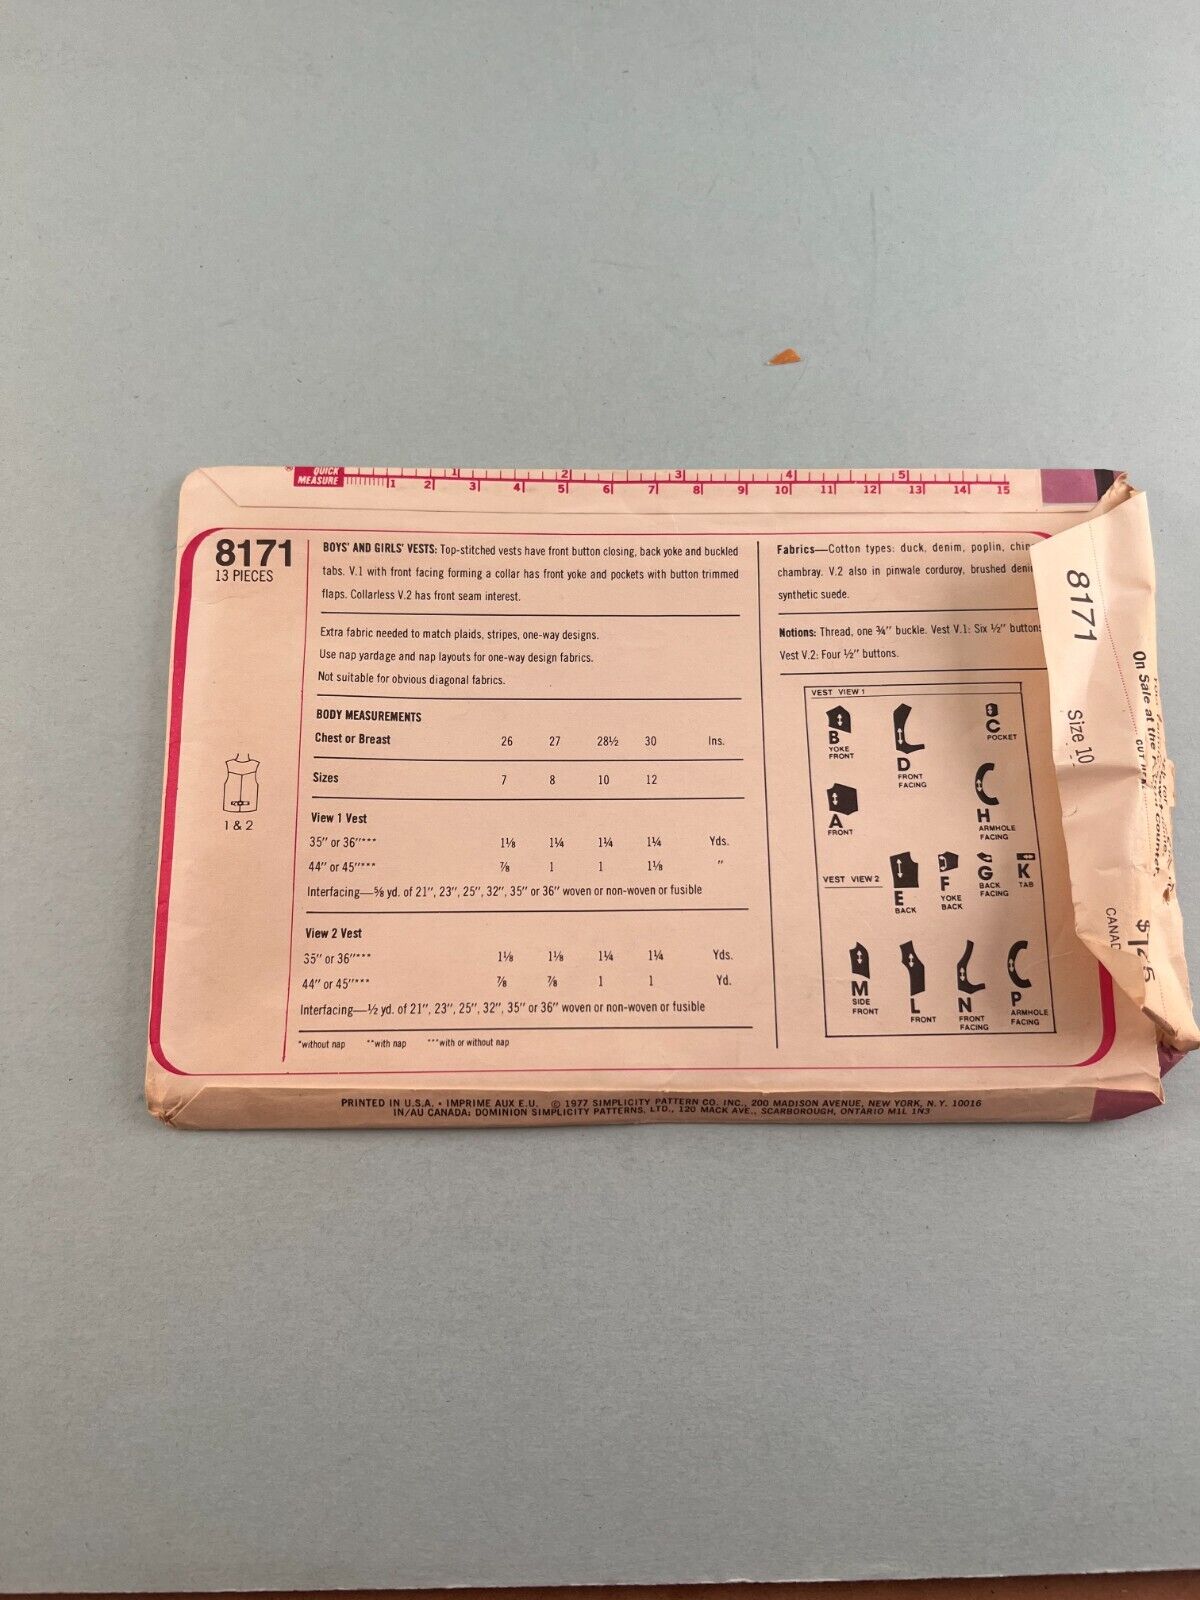 QUICK
MEASURE
1 2 3 4 5
1 2 3 4 5 6 7 8 9 10 11 12 13 14 15
8171
13 PIECES
1 & 2
BOYS' AND GIRLS' VESTS: Top-stitched vests have front button closing, back yoke and buckled
tabs. V.1 with front facing forming a collar has front yoke and pockets with button trimmed
flaps. Collarless V.2 has front seam interest.
Extra fabric needed to match plaids, stripes, one-way designs.
Use nap yardage and nap layouts for one-way design fabrics.
Not suitable for obvious diagonal fabrics.
BODY MEASUREMENTS
Chest or Breast 26 27 28½ 30 Ins.
Sizes 7 8 10 12
View 1 Vest
35" or 36"*** 1⅛ 1¼ 1¼ 1¼ Yds.
44" or 45"*** ⅞ 1 1 1⅛ "
Interfacing—⅝ yd. of 21", 23", 25", 32", 35" or 36" woven or non-woven or fusible
View 2 Vest
35" or 36"*** 1⅛ 1⅛ 1¼ 1¼ Yds.
44" or 45"*** ⅞ ⅞ 1 1 Yd.
Interfacing—½ yd. of 21", 23", 25", 32", 35" or 36" woven or non-woven or fusible
*without nap **with nap ***with or without nap
Fabrics—Cotton types: duck, denim, poplin,
chambray. V.2 also in pinwale corduroy, brushed
synthetic suede.
Notions: Thread, one ¾" buckle. Vest V.1: Six ½" button
Vest V.2: Four ½" buttons.
VEST VIEW 1
B
YOKE
FRONT
D
FRONT
FACING
C
POCKET
A
FRONT
H
ARMHOLE
FACING
VEST VIEW 2
E
BACK
F
YOKE
BACK
G
BACK
FACING
K
TAB
M
SIDE
FRONT
L
FRONT
N
FRONT
FACING
P
ARMHOLE
FACING
8171
Size 10
On Sale at the
CANAD
PRINTED IN U.S.A. • IMPRIME AUX E.U. © 1977 SIMPLICITY PATTERN CO. INC., 200 MADISON AVENUE, NEW YORK, N.Y. 10016
IN/AU CANADA: DOMINION SIMPLICITY PATTERNS, LTD., 120 MACK AVE., SCARBOROUGH, ONTARIO M1L 1N3